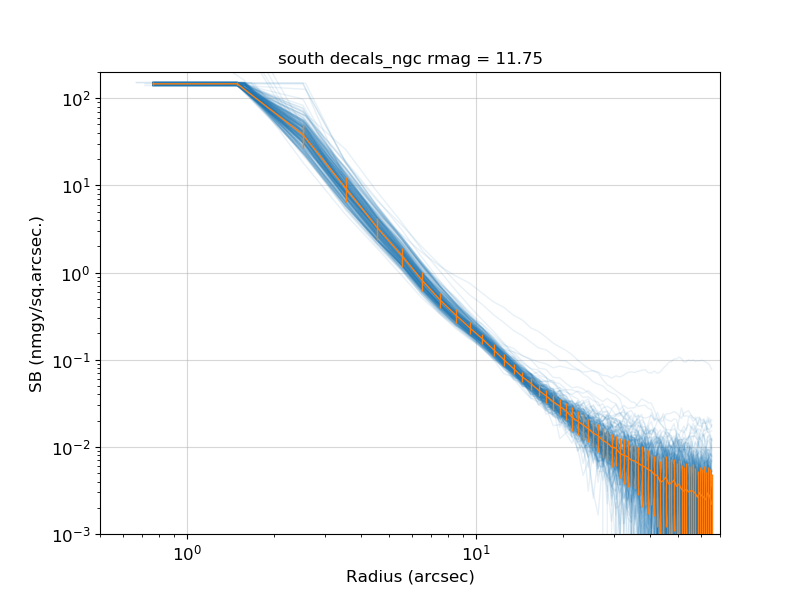 south decals_ngc rmag = 11.75
SB (nmgy/sq.arcsec.)
10²
10¹
10⁰
10⁻¹
10⁻²
10⁻³
10⁰ 10¹
Radius (arcsec)